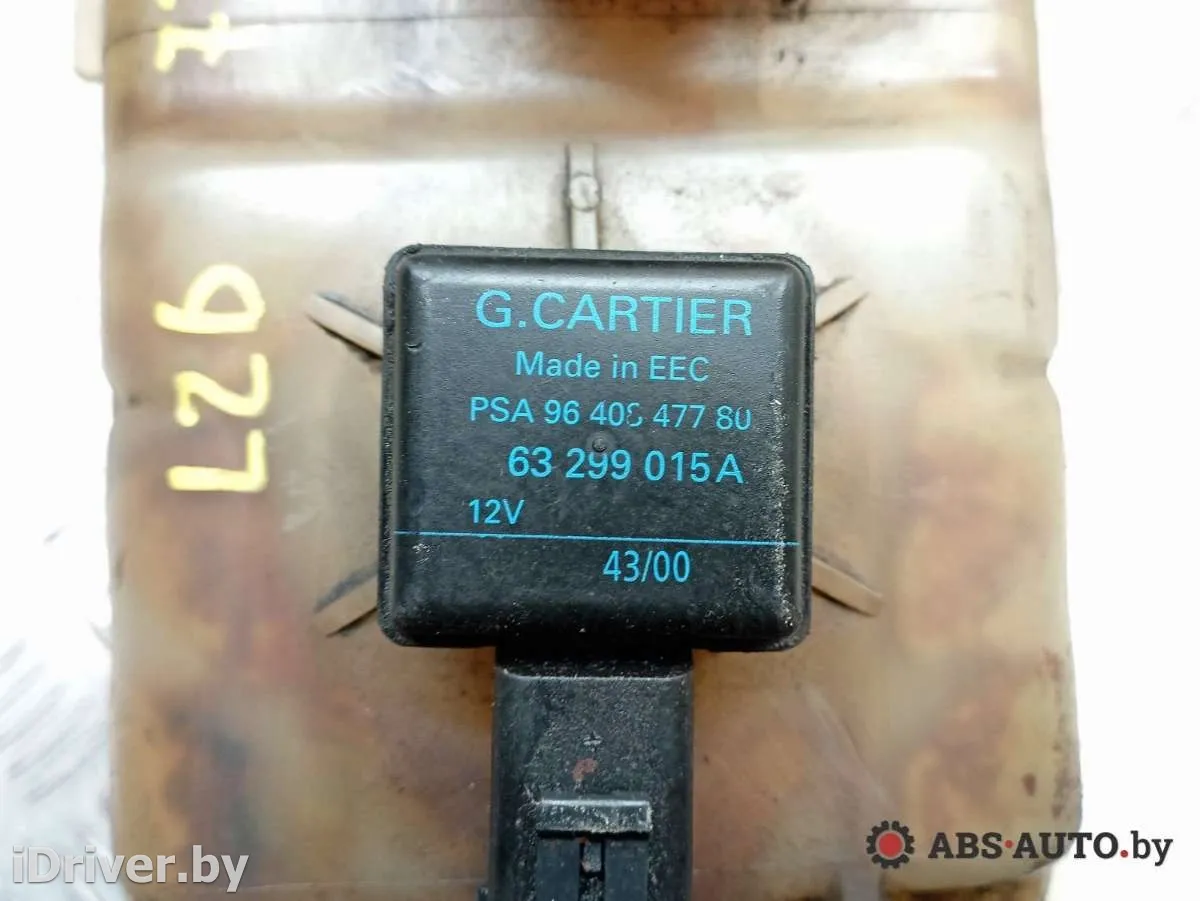 G.CARTIER
Made in EEC
PSA 96 408 477 80
63 299 015A
12V
43/00
L26
iDriver.by
ABS-AUTO.by